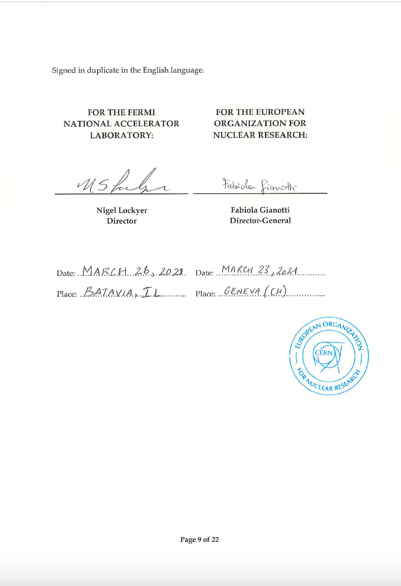 Signed in duplicate in the English language.
FOR THE FERMI
NATIONAL ACCELERATOR
LABORATORY:
FOR THE EUROPEAN
ORGANIZATION FOR
NUCLEAR RESEARCH:
Fabiola Gianotti
Nigel Lockyer
Director
Fabiola Gianotti
Director-General
Date: MARCH 26, 2021
Date: MARCH 23, 2021
Place: BATAVIA, IL
Place: GENEVA (CH)
EUROPEAN ORGANIZATION
CERN
FOR NUCLEAR RESEARCH
Page 9 of 22